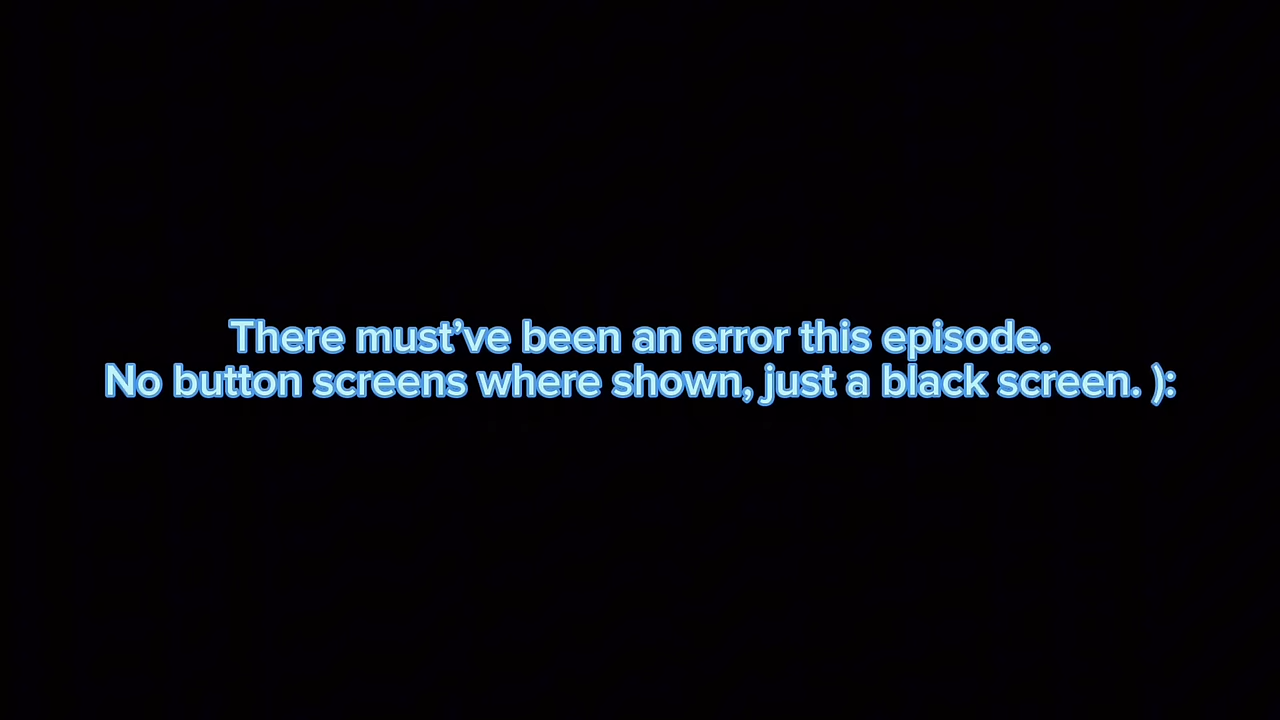 There must’ve been an error this episode.
No button screens where shown, just a black screen. ):